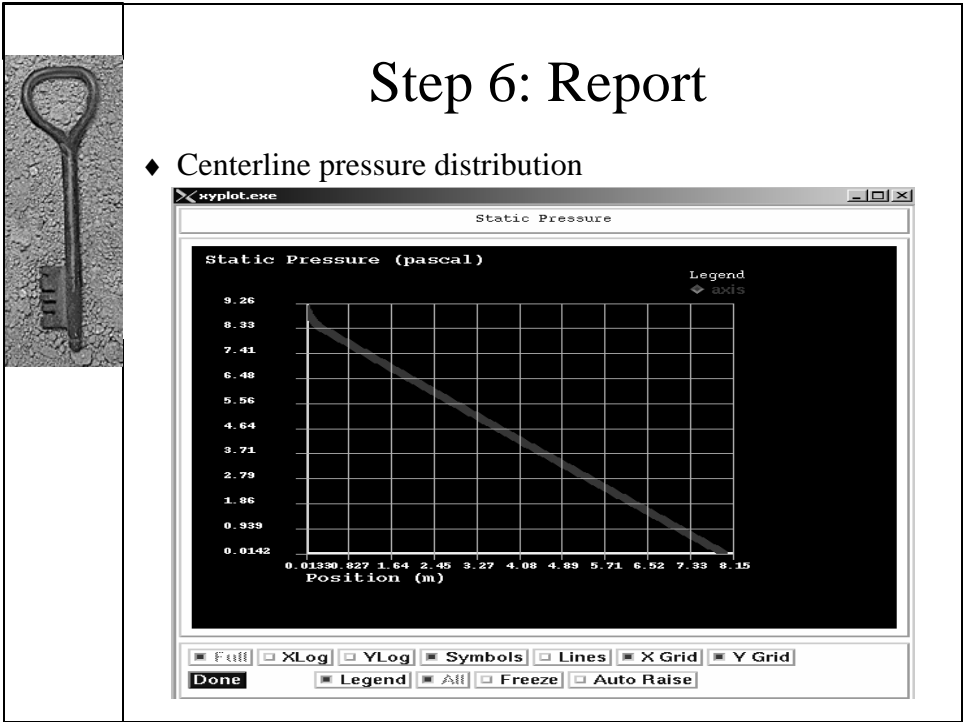 Step 6: Report
♦ Centerline pressure distribution
xyplot.exe
Static Pressure
Static Pressure (pascal)
Legend
axis
9.26
8.33
7.41
6.48
5.56
4.64
3.71
2.79
1.86
0.939
0.0142
0.0133 0.827 1.64 2.45 3.27 4.08 4.89 5.71 6.52 7.33 8.15
Position (m)
Full XLog YLog Symbols Lines X Grid Y Grid
Done Legend All Freeze Auto Raise